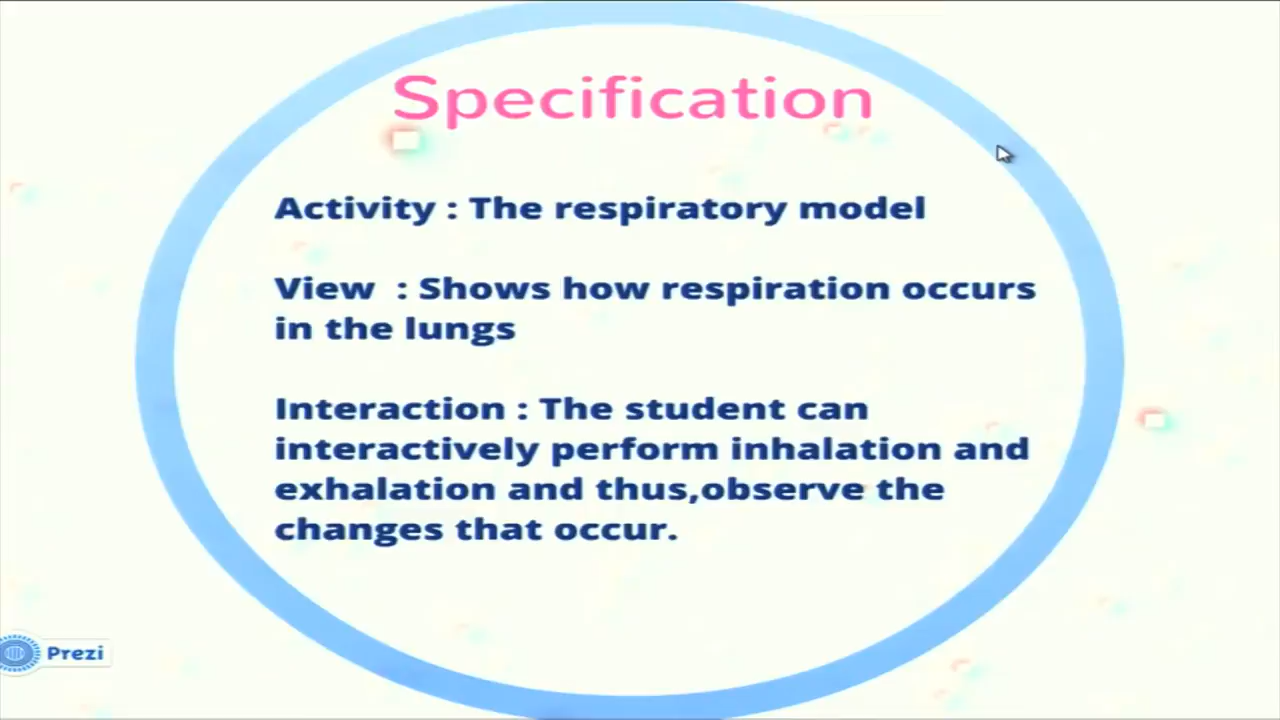 Specification
Activity : The respiratory model
View  : Shows how respiration occurs
in the lungs
Interaction : The student can
interactively perform inhalation and
exhalation and thus,observe the
changes that occur.
Prezi